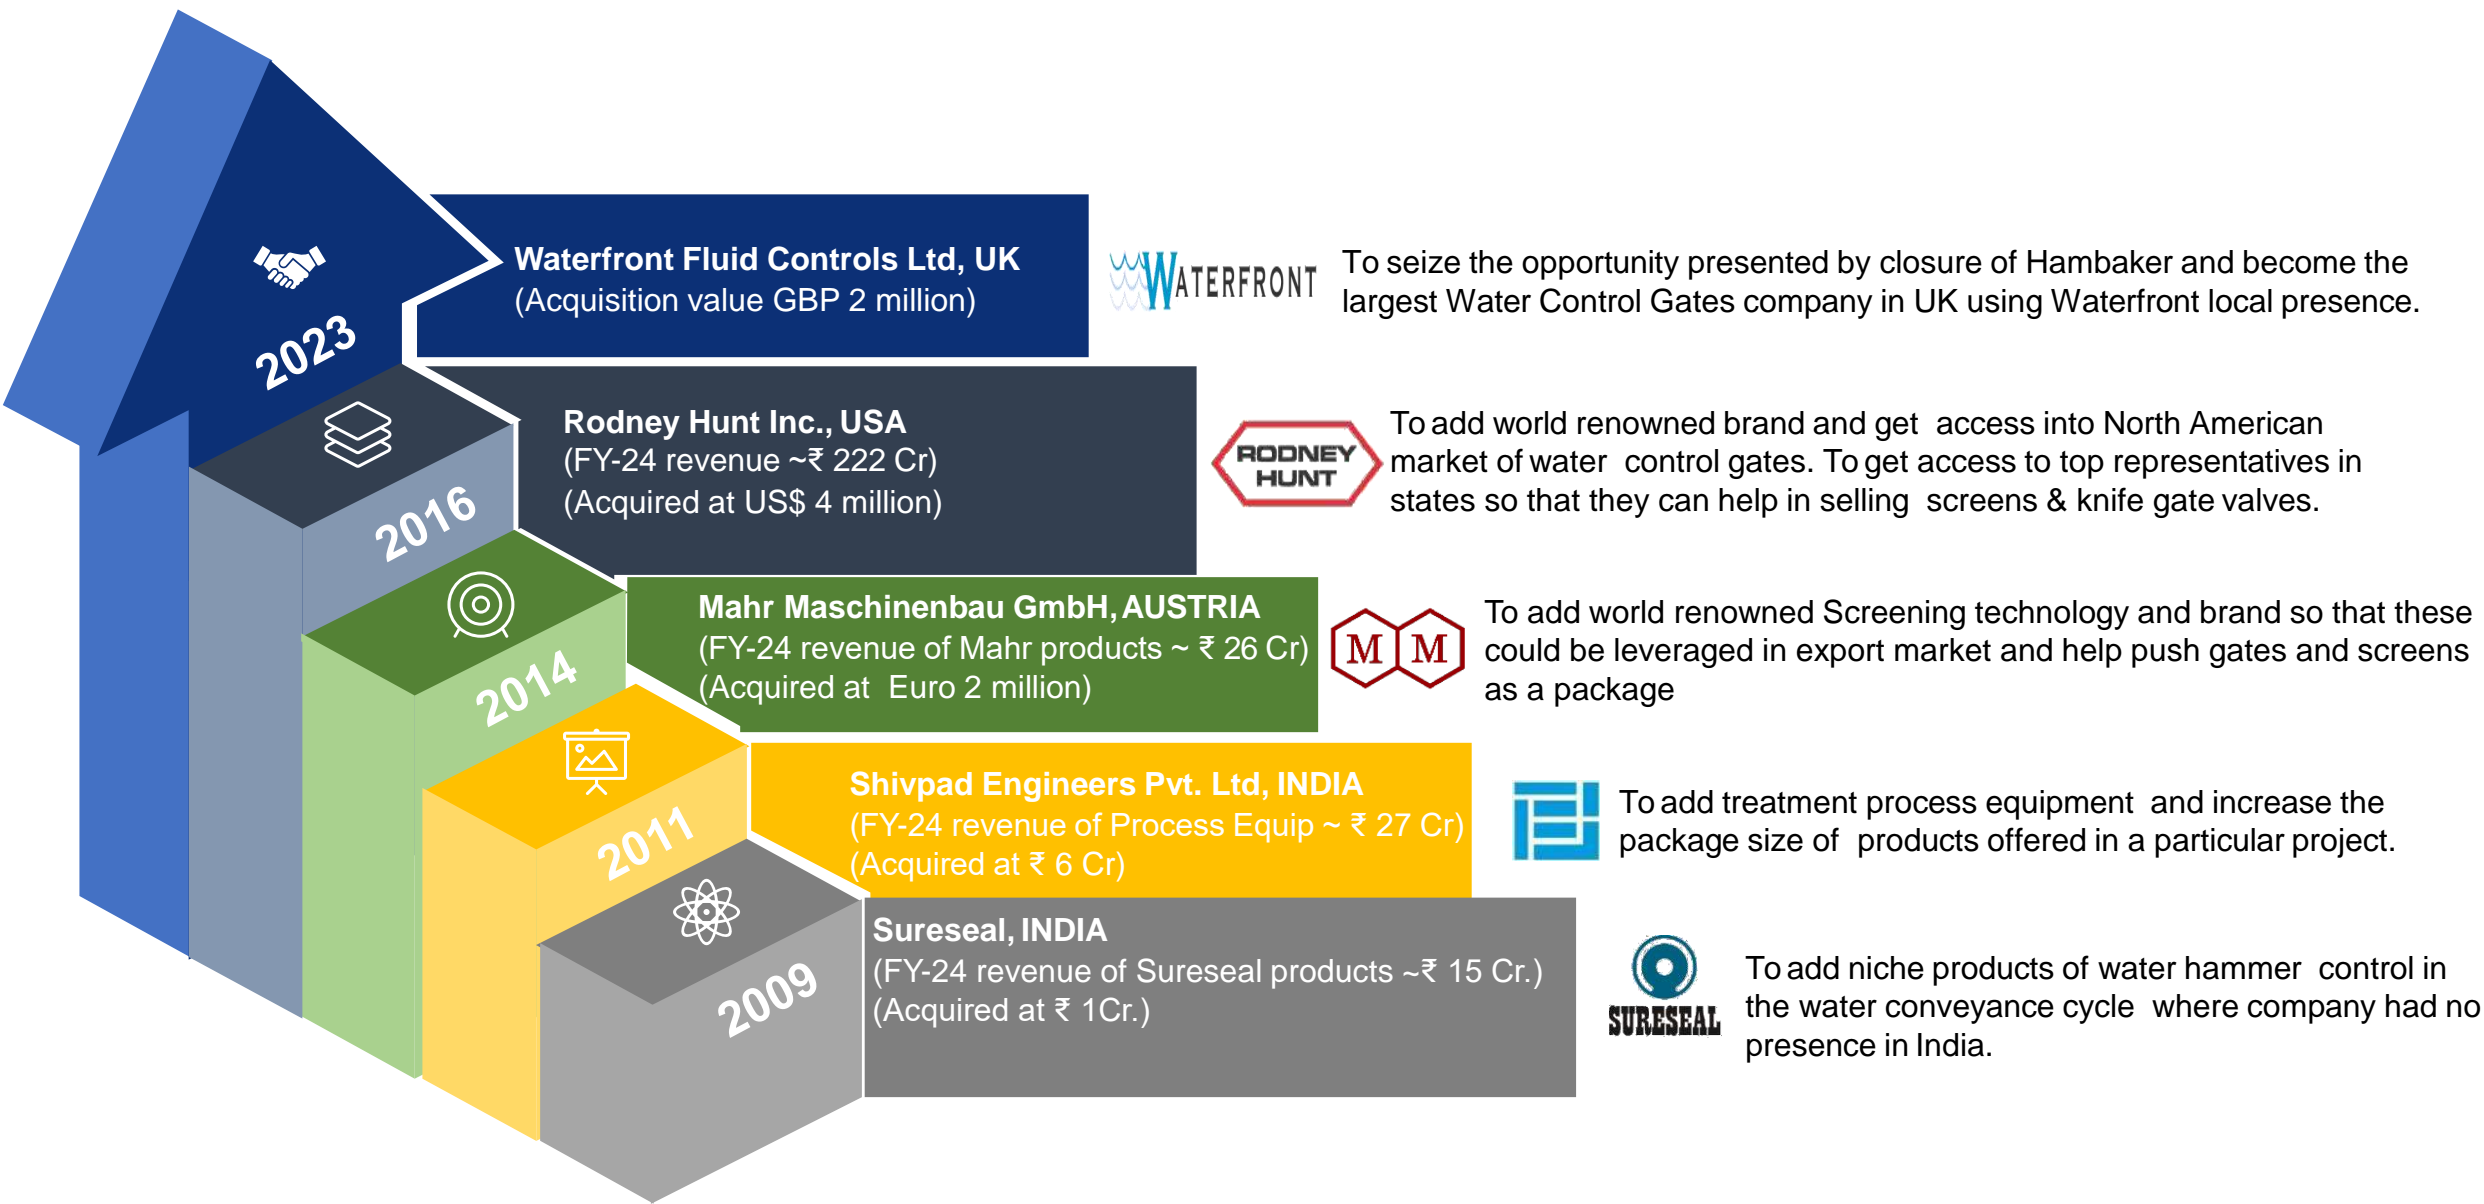 2023
Waterfront Fluid Controls Ltd, UK
(Acquisition value GBP 2 million)
WATERFRONT
To seize the opportunity presented by closure of Hambaker and become the
largest Water Control Gates company in UK using Waterfront local presence.
2016
Rodney Hunt Inc., USA
(FY-24 revenue ~₹ 222 Cr)
(Acquired at US$ 4 million)
RODNEY
HUNT
To add world renowned brand and get access into North American
market of water control gates. To get access to top representatives in
states so that they can help in selling screens & knife gate valves.
2014
Mahr Maschinenbau GmbH, AUSTRIA
(FY-24 revenue of Mahr products ~ ₹ 26 Cr)
(Acquired at Euro 2 million)
M M
To add world renowned Screening technology and brand so that these
could be leveraged in export market and help push gates and screens
as a package
2011
Shivpad Engineers Pvt. Ltd, INDIA
(FY-24 revenue of Process Equip ~ ₹ 27 Cr)
(Acquired at ₹ 6 Cr)
To add treatment process equipment and increase the
package size of products offered in a particular project.
2009
Sureseal, INDIA
(FY-24 revenue of Sureseal products ~₹ 15 Cr.)
(Acquired at ₹ 1Cr.)
SURESEAL
To add niche products of water hammer control in
the water conveyance cycle where company had no
presence in India.